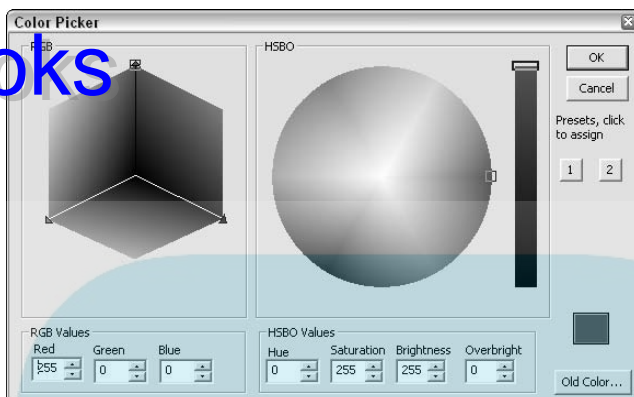 Color Picker
oks
RGB
HSBO
OK
Cancel
Presets, click
to assign
1 2
RGB Values
Red Green Blue
255 0 0
HSBO Values
Hue Saturation Brightness Overbright
0 255 255 0
Old Color...